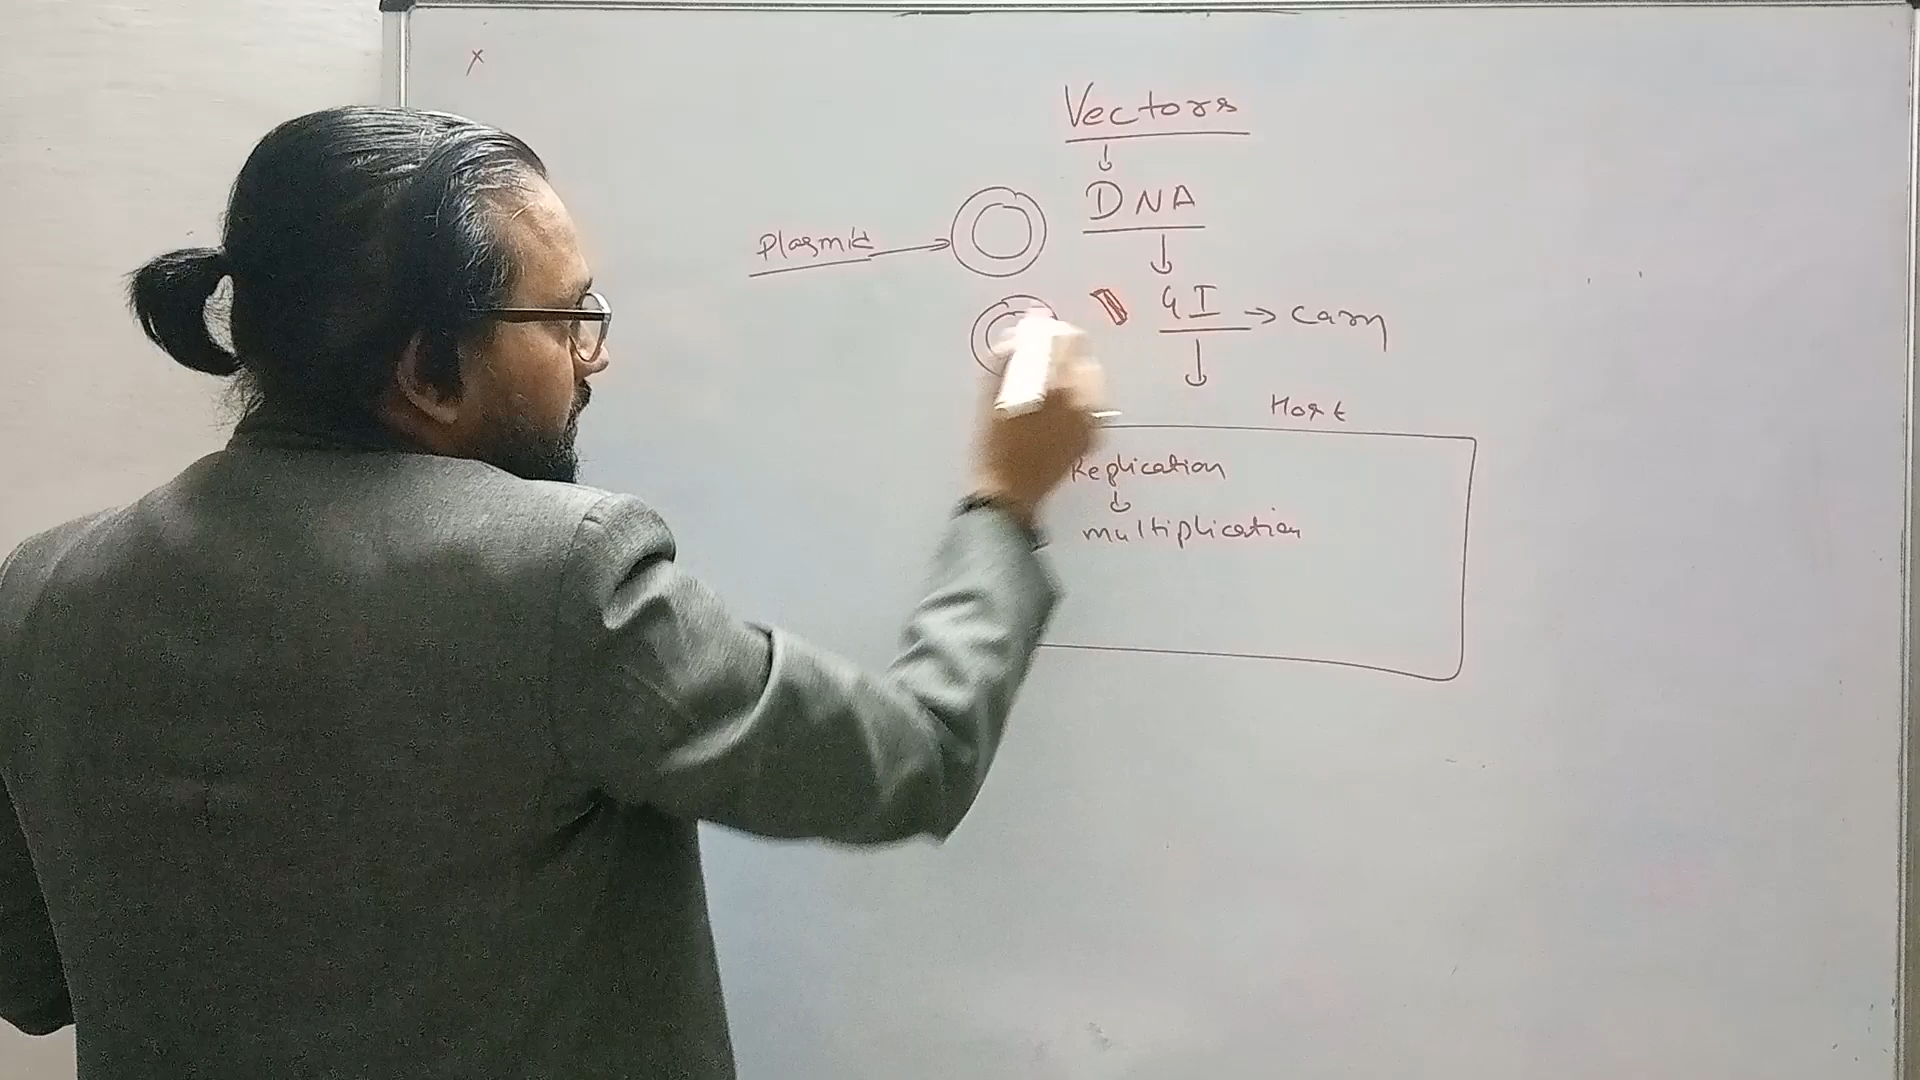 x
Vectors
DNA
Plasmid
GI → carry
Host
Replication
multiplication